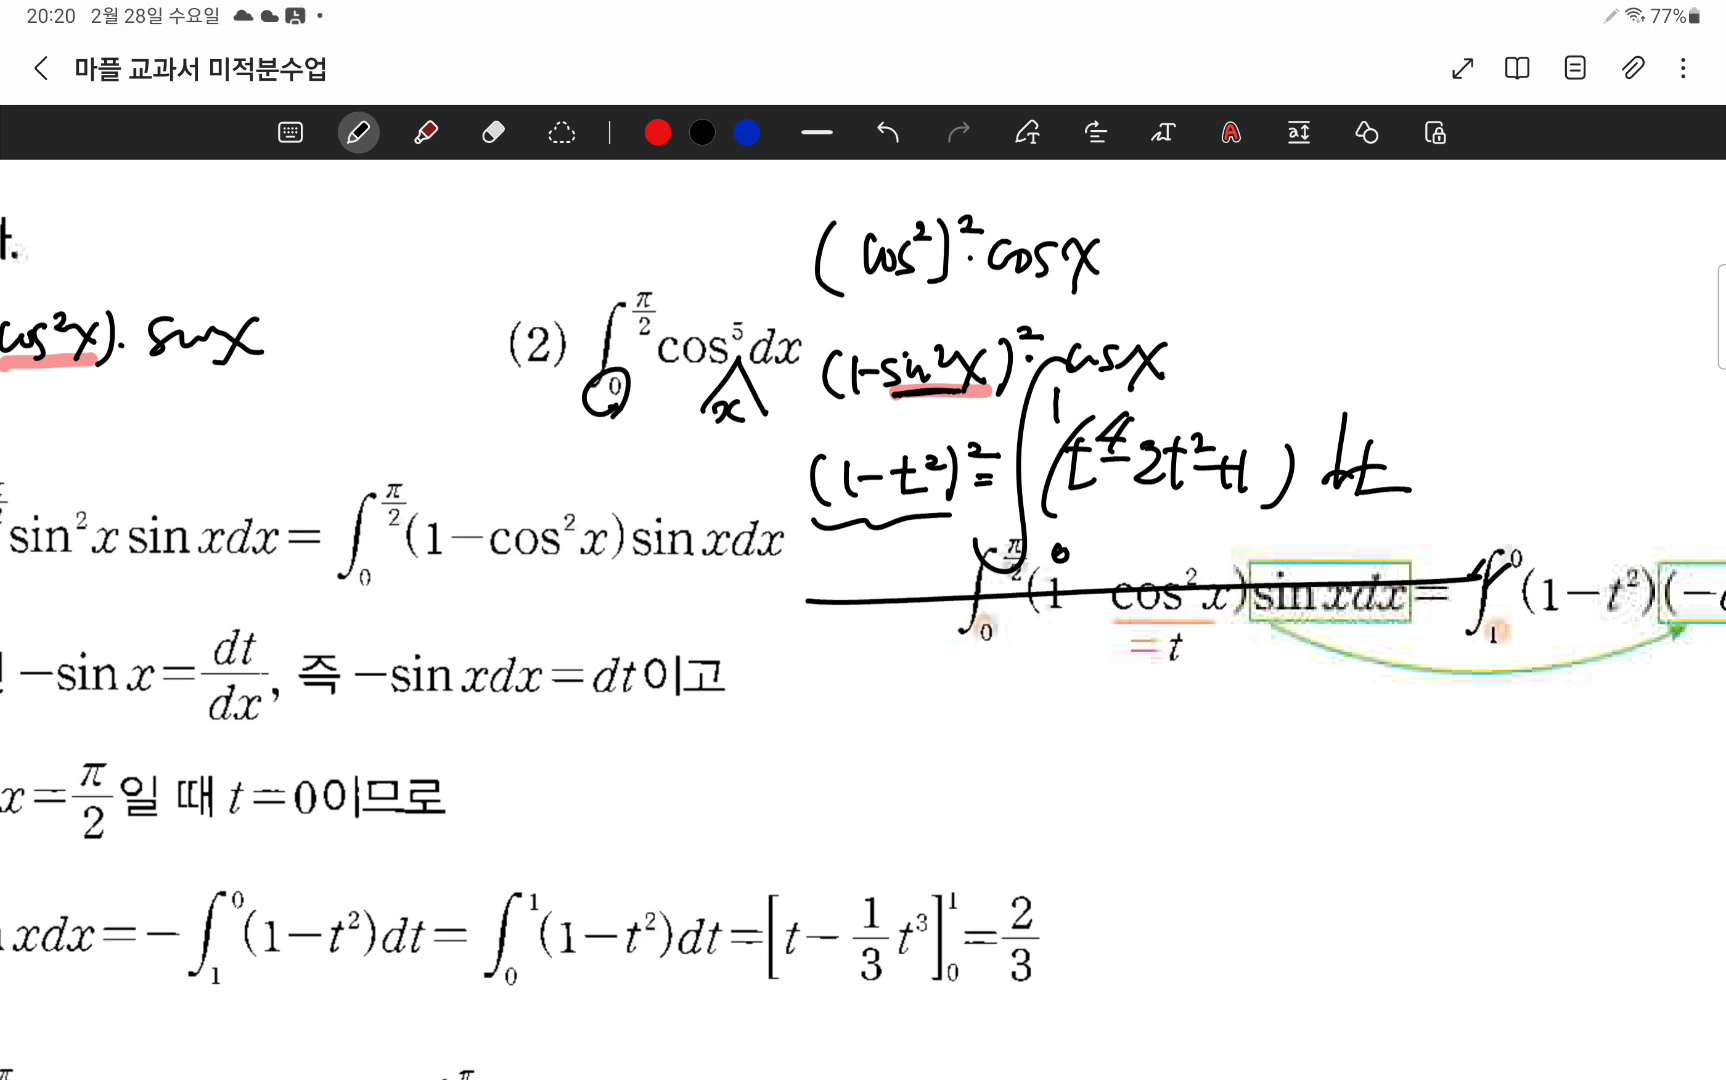 20:20 2월 28일 수요일 77%
마플 교과서 미적분수업
(cos²)²·cosx
cos²x)·sinx
(2) ∫₀^{π/2} cos⁵dx
x
(1-sin²x)²·cosx
(1-t²)² = ∫₀¹ (t⁴-2t²+1) dt
sin²x sinxdx = ∫₀^{π/2} (1-cos²x)sinxdx
∫₀^{π/2} (1 cos²x)sinxdx = ∫₁⁰ (1-t²)(-
=t
-sinx = dt/dx, 즉 -sinxdx = dt이고
x = π/2 일 때 t=0이므로
xdx = -∫₁⁰ (1-t²)dt = ∫₀¹ (1-t²)dt = [t - 1/3 t³]₀¹ = 2/3